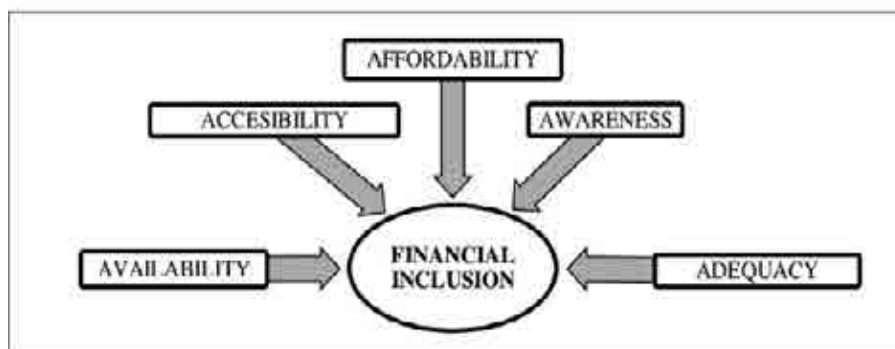 AFFORDABILITY
ACCESIBILITY
AWARENESS
AVAILABILITY
FINANCIAL
INCLUSION
ADEQUACY